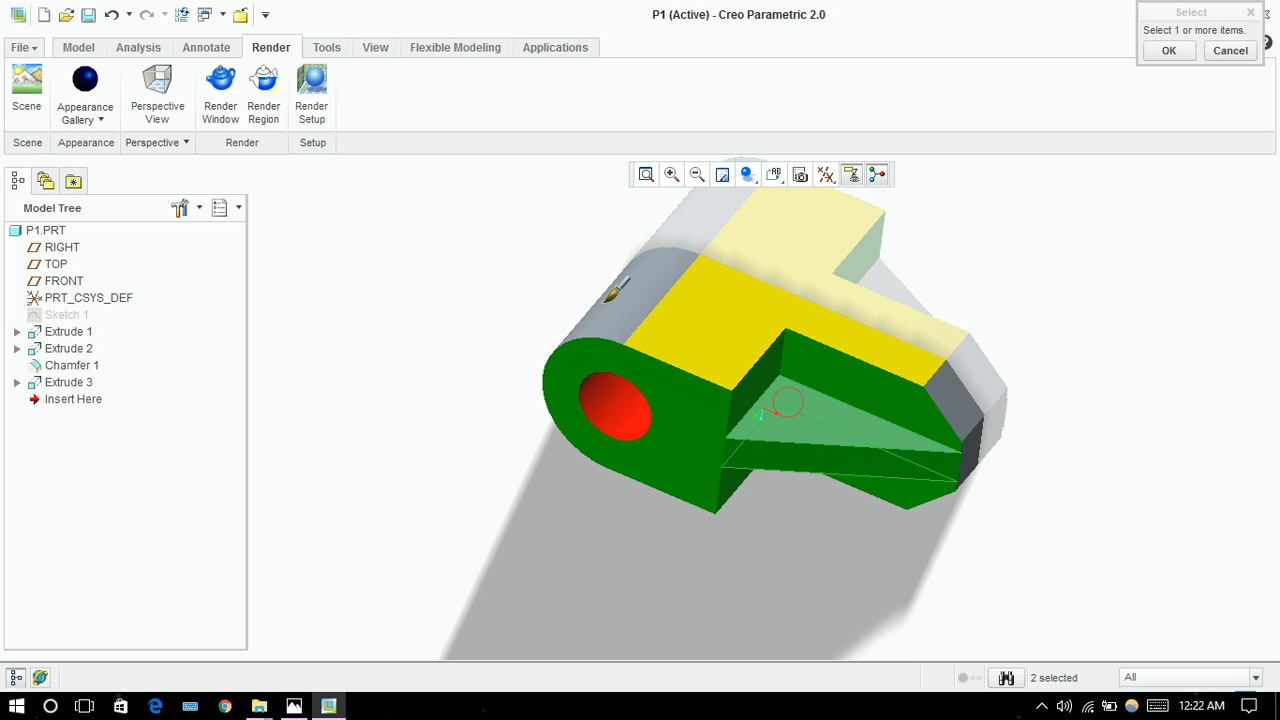 P1 (Active) - Creo Parametric 2.0
Select
Select 1 or more items.
OK Cancel
File Model Analysis Annotate Render Tools View Flexible Modeling Applications
Scene
Appearance Gallery
Perspective View
Render Window
Render Region
Render Setup
Scene Appearance Perspective Render Setup
Model Tree
P1.PRT
RIGHT
TOP
FRONT
PRT_CSYS_DEF
Sketch 1
Extrude 1
Extrude 2
Chamfer 1
Extrude 3
Insert Here
2 selected
All
12:22 AM